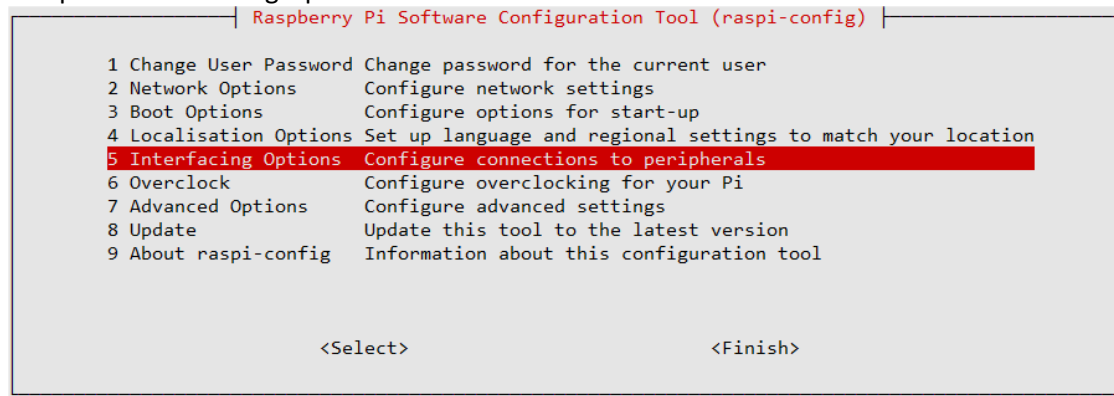 Raspberry Pi Software Configuration Tool (raspi-config)
1 Change User Password Change password for the current user
2 Network Options Configure network settings
3 Boot Options Configure options for start-up
4 Localisation Options Set up language and regional settings to match your location
5 Interfacing Options Configure connections to peripherals
6 Overclock Configure overclocking for your Pi
7 Advanced Options Configure advanced settings
8 Update Update this tool to the latest version
9 About raspi-config Information about this configuration tool
<Select> <Finish>